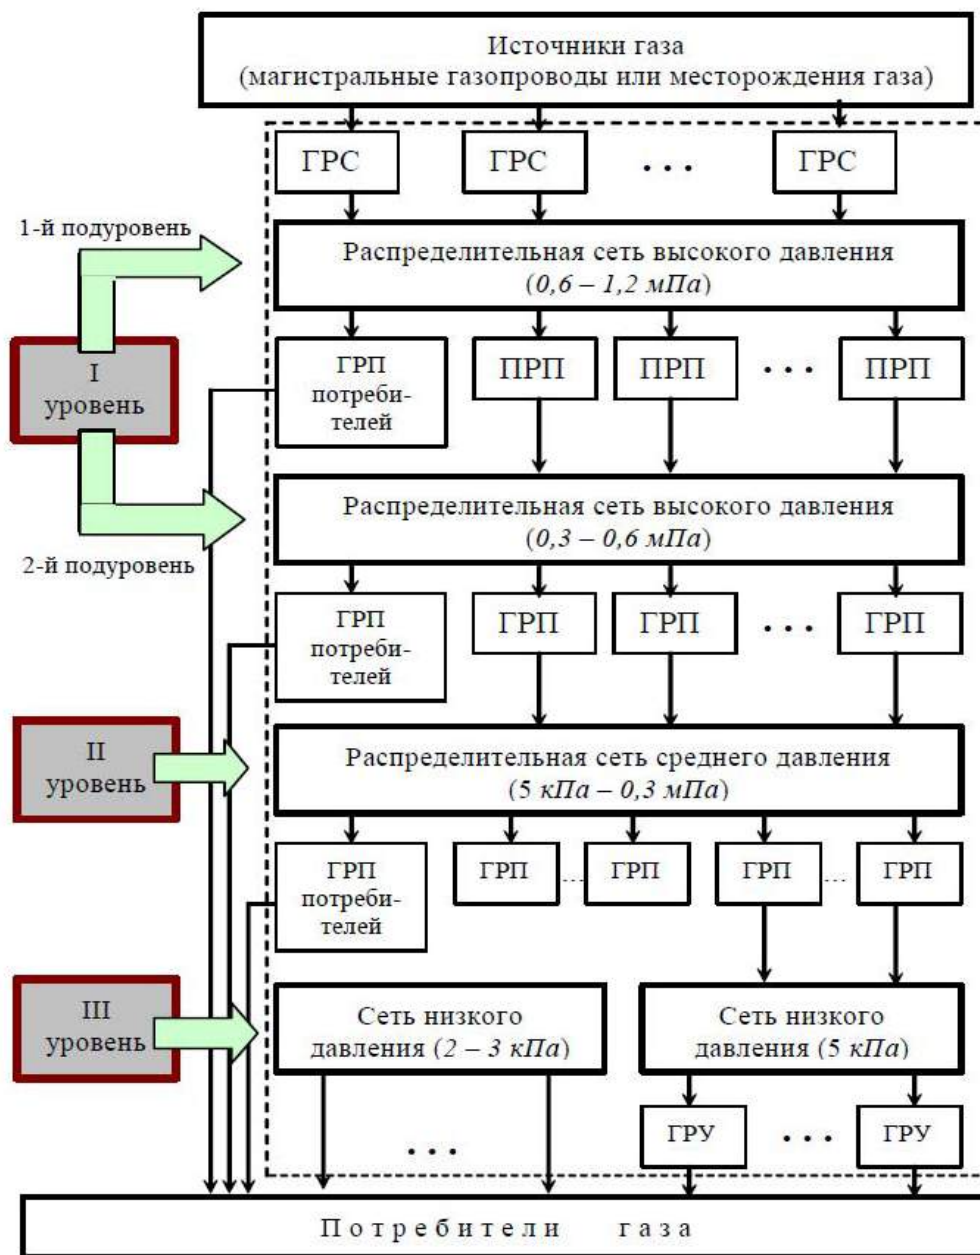 Источники газа
(магистральные газопроводы или месторождения газа)
ГРС
ГРС
...
ГРС
1-й подуровень
Распределительная сеть высокого давления
(0,6 – 1,2 мПа)
I
уровень
ГРП
потреби-
телей
ПРП
ПРП
...
ПРП
Распределительная сеть высокого давления
(0,3 – 0,6 мПа)
2-й подуровень
ГРП
потреби-
телей
ГРП
ГРП
...
ГРП
II
уровень
Распределительная сеть среднего давления
(5 кПа – 0,3 мПа)
ГРП
потреби-
телей
ГРП
...
ГРП
ГРП
...
ГРП
III
уровень
Сеть низкого
давления (2 – 3 кПа)
Сеть низкого
давления (5 кПа)
...
ГРУ
...
ГРУ
Потребители газа